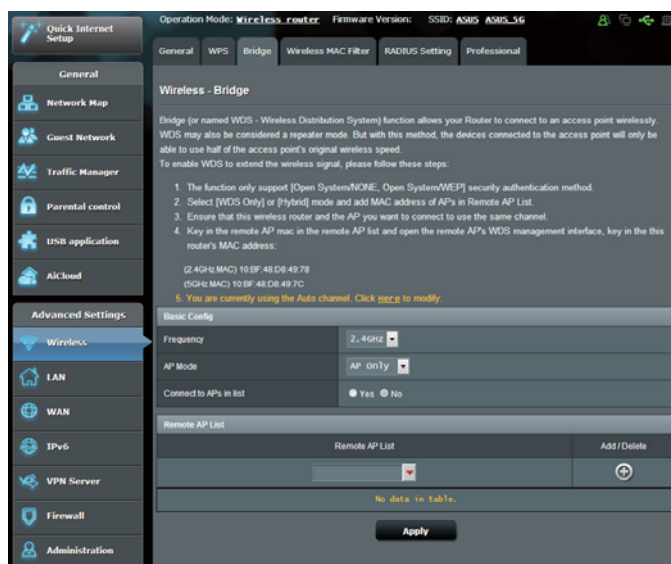 Quick Internet
Setup
Operation Mode: Wireless router Firmware Version: SSID: ASUS ASUS_5G
General WPS Bridge Wireless MAC Filter RADIUS Setting Professional
General
Network Map
Guest Network
Traffic Manager
Parental control
USB application
AiCloud
Advanced Settings
Wireless
LAN
WAN
IPv6
VPN Server
Firewall
Administration
Wireless - Bridge
Bridge (or named WDS - Wireless Distribution System) function allows your Router to connect to an access point wirelessly.
WDS may also be considered a repeater mode. But with this method, the devices connected to the access point will only be
able to use half of the access point's original wireless speed.
To enable WDS to extend the wireless signal, please follow these steps:
1. The function only support [Open System/NONE, Open System/WEP] security authentication method.
2. Select [WDS Only] or [Hybrid] mode and add MAC address of APs in Remote AP List.
3. Ensure that this wireless router and the AP you want to connect to use the same channel.
4. Key in the remote AP mac in the remote AP list and open the remote AP's WDS management interface, key in the this
router's MAC address:
(2.4GHz MAC) 10:BF:48:D8:49:78
(5GHz MAC) 10:BF:48:D8:49:7C
5. You are currently using the Auto channel. Click Here to modify.
Basic Config
Frequency 2.4GHz
AP Mode AP Only
Connect to APs in list Yes No
Remote AP List
Remote AP List Add / Delete
No data in table.
Apply